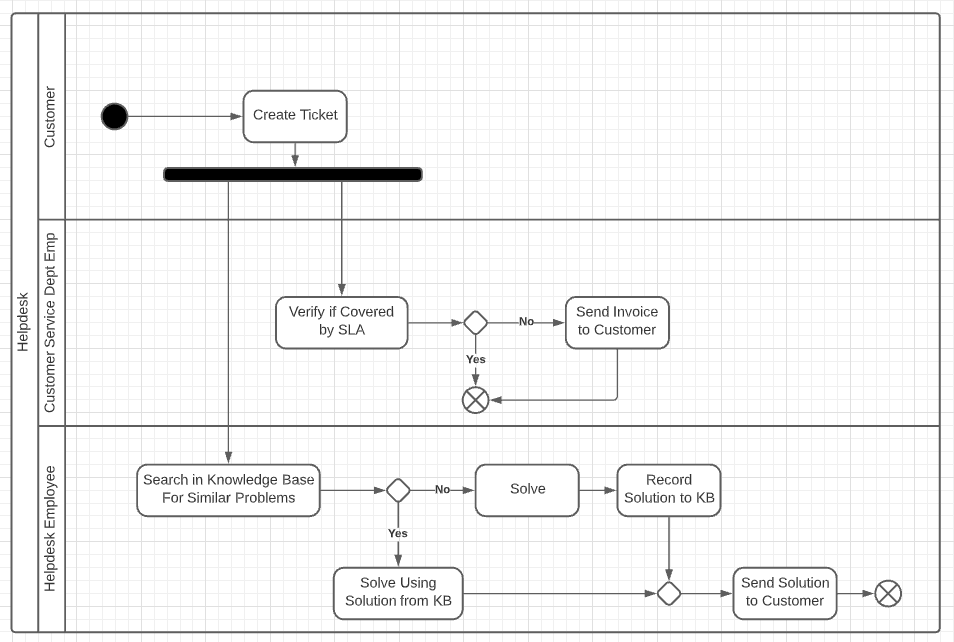 Helpdesk
Customer
Create Ticket
Customer Service Dept Emp
Verify if Covered
by SLA
No
Send Invoice
to Customer
Yes
Helpdesk Employee
Search in Knowledge Base
For Similar Problems
No
Solve
Record
Solution to KB
Yes
Solve Using
Solution from KB
Send Solution
to Customer